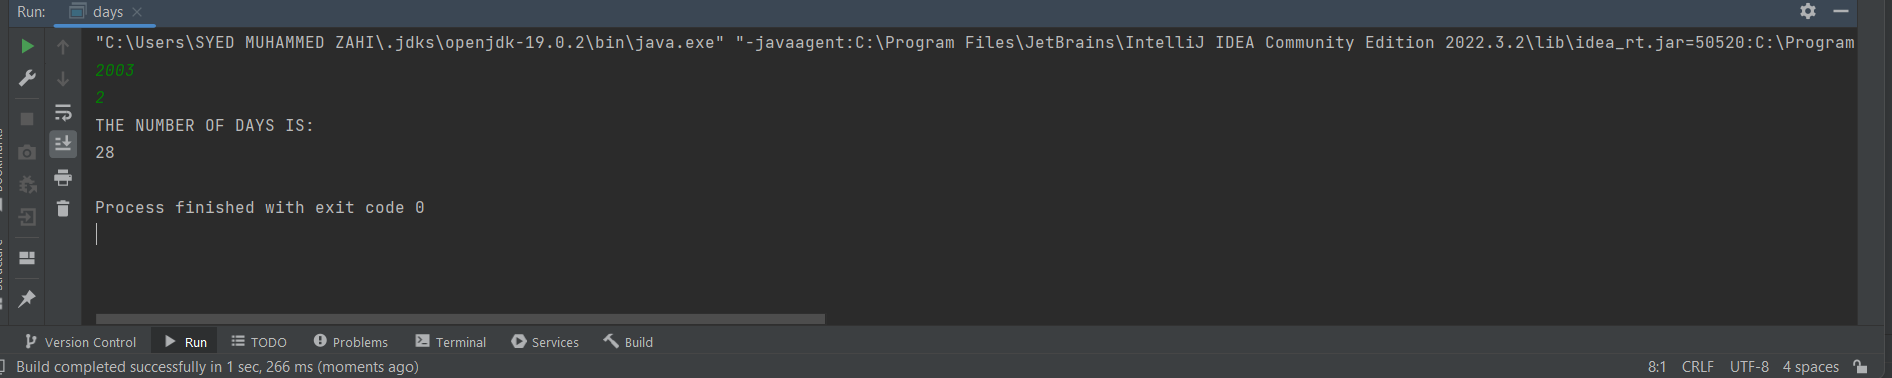 Run: days
"C:\Users\SYED MUHAMMED ZAHI\.jdks\openjdk-19.0.2\bin\java.exe" "-javaagent:C:\Program Files\JetBrains\IntelliJ IDEA Community Edition 2022.3.2\lib\idea_rt.jar=50520:C:\Program
2003
2
THE NUMBER OF DAYS IS:
28
Process finished with exit code 0
Version Control Run TODO Problems Terminal Services Build
Build completed successfully in 1 sec, 266 ms (moments ago) 8:1 CRLF UTF-8 4 spaces